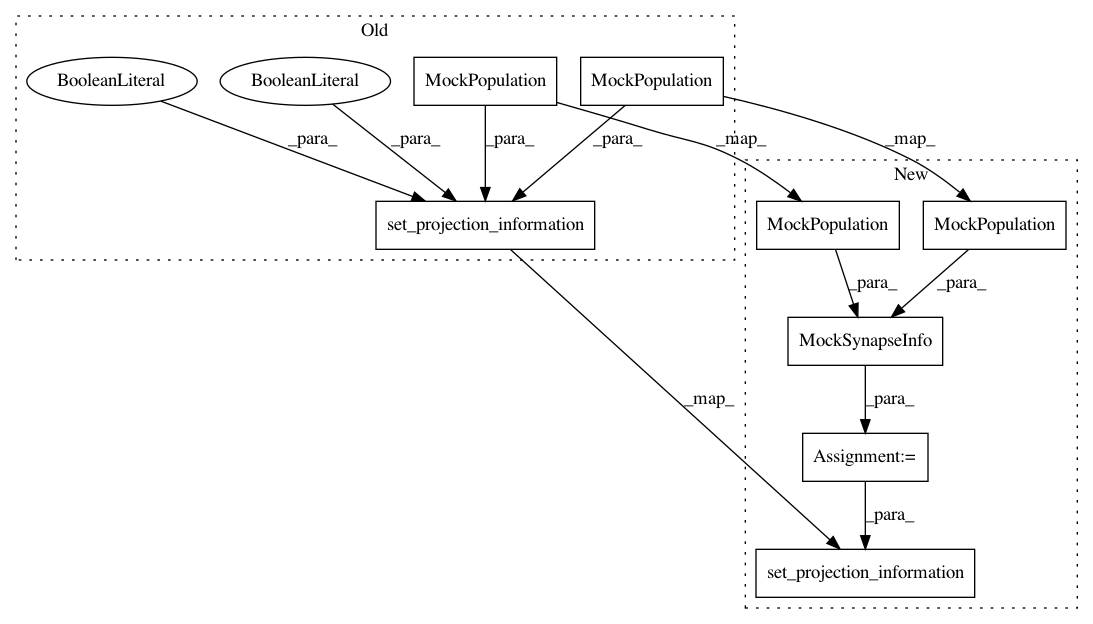 Old
BooleanLiteral
BooleanLiteral
MockPopulation
MockPopulation
_para_
_para_
_para_
_para_
_map_
_map_
New
set_projection_information
MockPopulation
MockPopulation
_para_
_para_
MockSynapseInfo
_map_
_para_
Assignment:=
_para_
set_projection_information